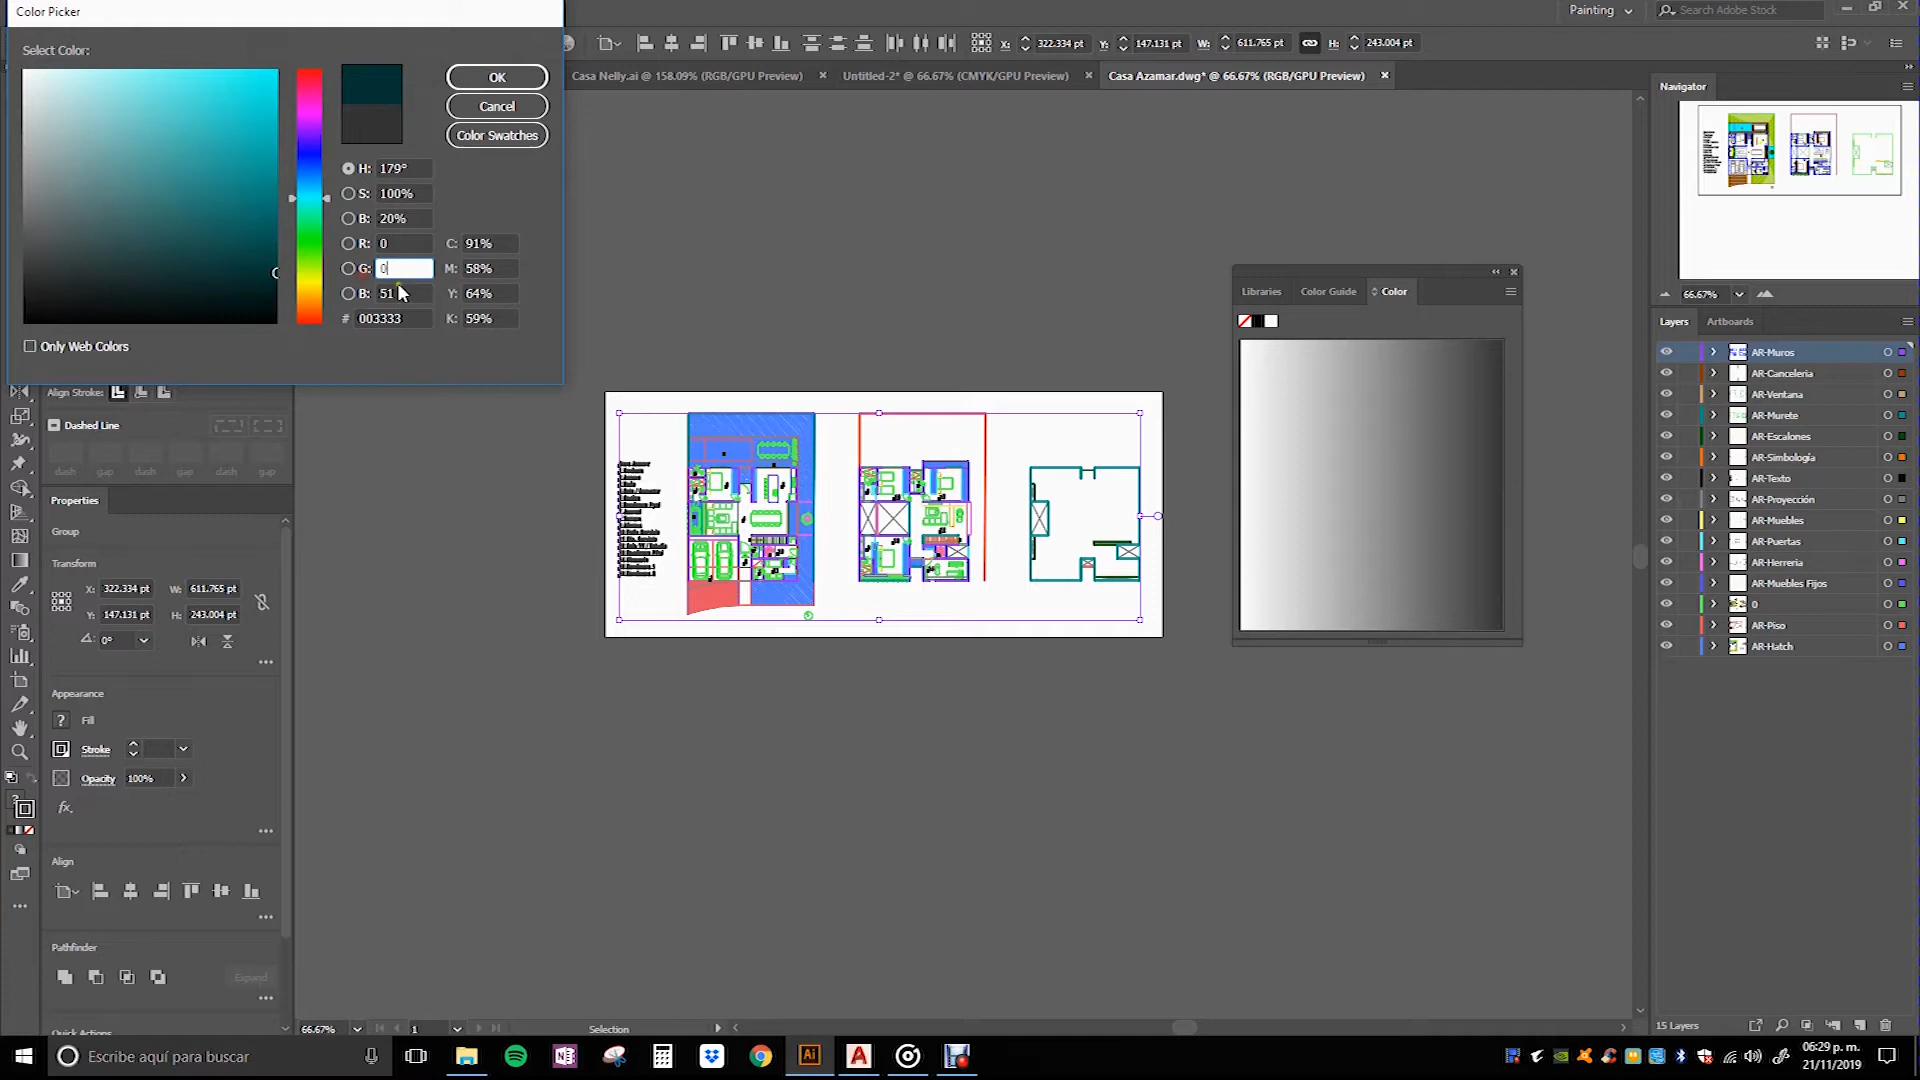 Color Picker
Painting
Search Adobe Stock
Select Color:
OK
Cancel
Color Swatches
X: 322.334 pt Y: 147.131 pt W: 611.765 pt H: 243.004 pt
Casa Nelly.ai @ 158.09% (RGB/GPU Preview)
Untitled-2* @ 66.67% (CMYK/GPU Preview)
Casa Azamar.dwg* @ 66.67% (RGB/GPU Preview)
Navigator
H: 179°
S: 100%
B: 20%
R: 0 C: 91%
G: 0 M: 58%
B: 51 Y: 64%
# 003333 K: 59%
Only Web Colors
66.67%
Libraries Color Guide Color
Layers Artboards
AR-Muros
AR-Canceleria
AR-Ventana
AR-Murete
AR-Escalones
AR-Simbologia
AR-Texto
AR-Proyección
AR-Muebles
AR-Puertas
AR-Herreria
AR-Muebles Fijos
0
AR-Piso
AR-Hatch
Align Stroke:
Dashed Line
dash gap dash gap dash gap
Properties
Group
Transform
X: 322.334 pt W: 611.765 pt
Y: 147.131 pt H: 243.004 pt
0°
Appearance
? Fill
Stroke
Opacity 100%
fx.
Align
Pathfinder
Expand
Quick Actions
66.67% 1 Selection
15 Layers
Escribe aquí para buscar
Ai
06:29 p. m.
21/11/2019